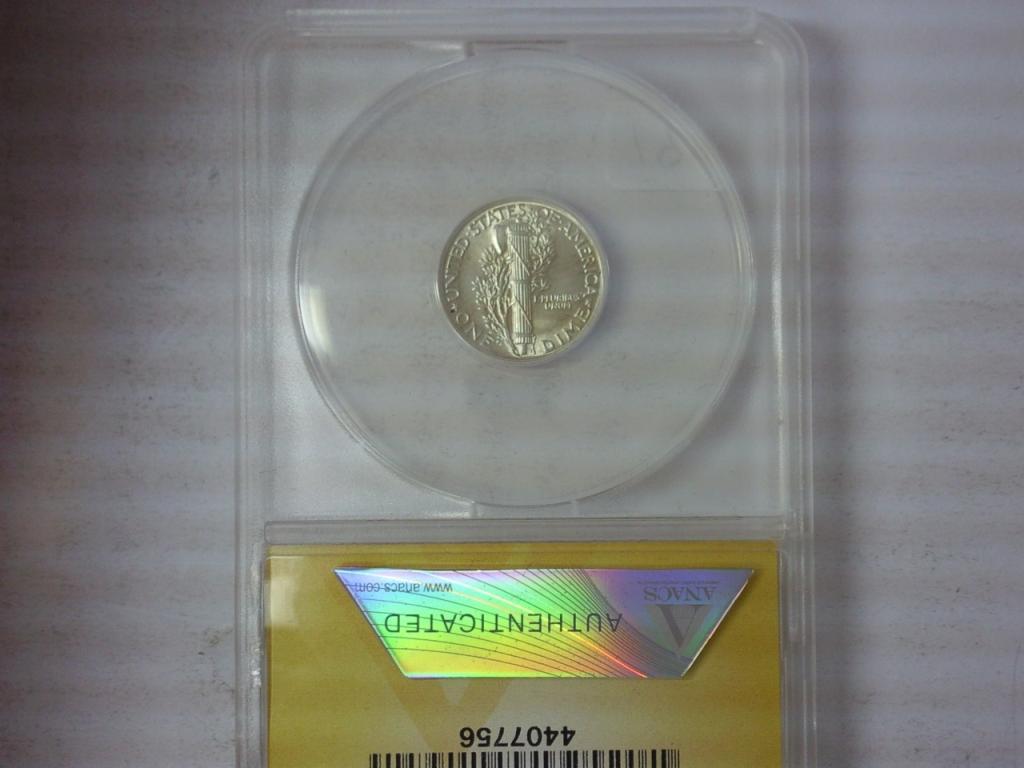 UNITED STATES OF AMERICA
E PLURIBUS
UNUM
ONE DIME
ANACS
AUTHENTICATED
www.anacs.com
4407756